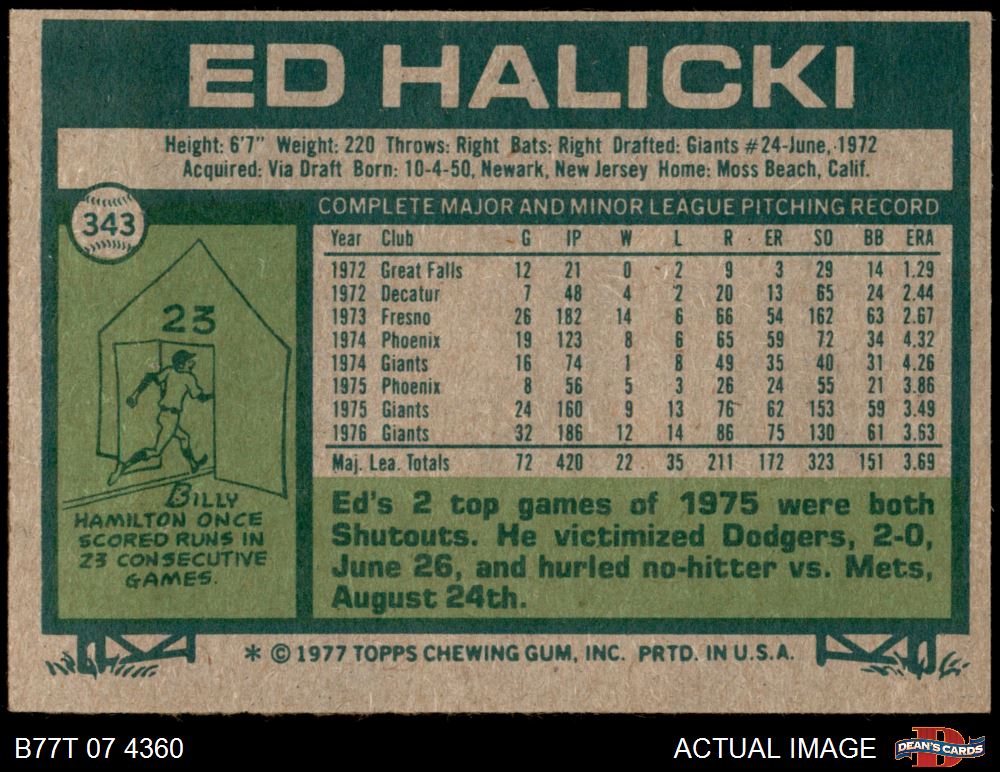 ED HALICKI
Height: 6'7" Weight: 220 Throws: Right Bats: Right Drafted: Giants #24-June, 1972
Acquired: Via Draft Born: 10-4-50, Newark, New Jersey Home: Moss Beach, Calif.
343
COMPLETE MAJOR AND MINOR LEAGUE PITCHING RECORD
Year Club G IP W L R ER SO BB ERA
1972 Great Falls 12 21 0 2 9 3 29 14 1.29
1972 Decatur 7 48 4 2 20 13 65 24 2.44
1973 Fresno 26 182 14 6 66 54 162 63 2.67
1974 Phoenix 19 123 8 6 65 59 72 34 4.32
1974 Giants 16 74 1 8 49 35 40 31 4.26
1975 Phoenix 8 56 5 3 26 24 55 21 3.86
1975 Giants 24 160 9 13 76 62 153 59 3.49
1976 Giants 32 186 12 14 86 75 130 61 3.63
Maj. Lea. Totals 72 420 22 35 211 172 323 151 3.69
23
BILLY
HAMILTON ONCE
SCORED RUNS IN
23 CONSECUTIVE
GAMES.
Ed's 2 top games of 1975 were both
Shutouts. He victimized Dodgers, 2-0,
June 26, and hurled no-hitter vs. Mets,
August 24th.
* © 1977 TOPPS CHEWING GUM, INC. PRTD. IN U.S.A.
B77T 07 4360
ACTUAL IMAGE
D
DEAN'S CARDS